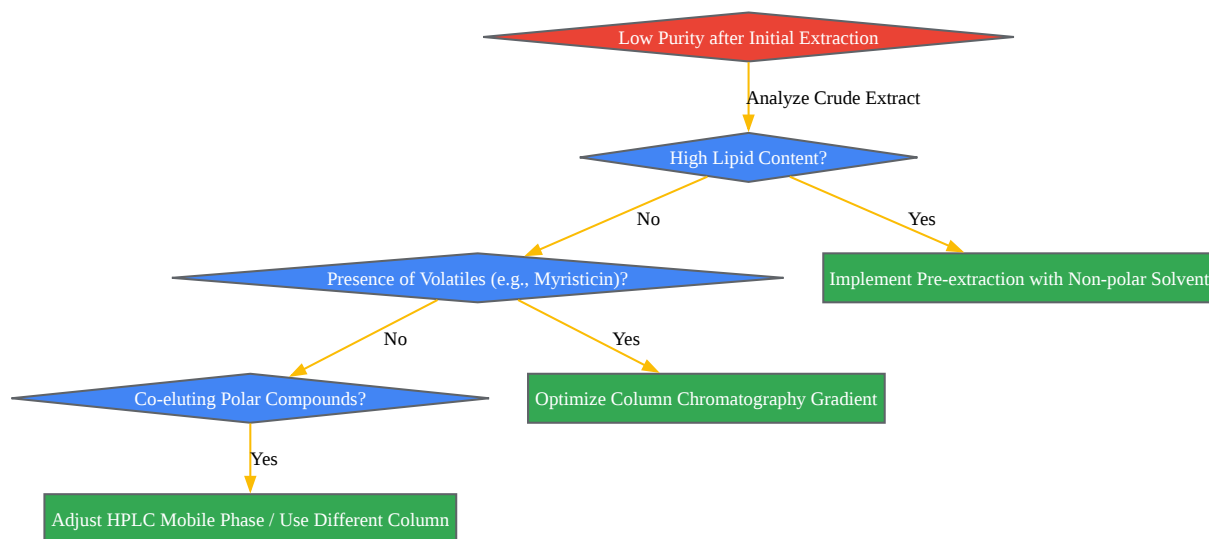 Low Purity after Initial Extraction
Analyze Crude Extract
High Lipid Content?
No
Yes
Presence of Volatiles (e.g., Myristicin)?
Implement Pre-extraction with Non-polar Solvent
No
Yes
Co-eluting Polar Compounds?
Optimize Column Chromatography Gradient
Yes
Adjust HPLC Mobile Phase / Use Different Column